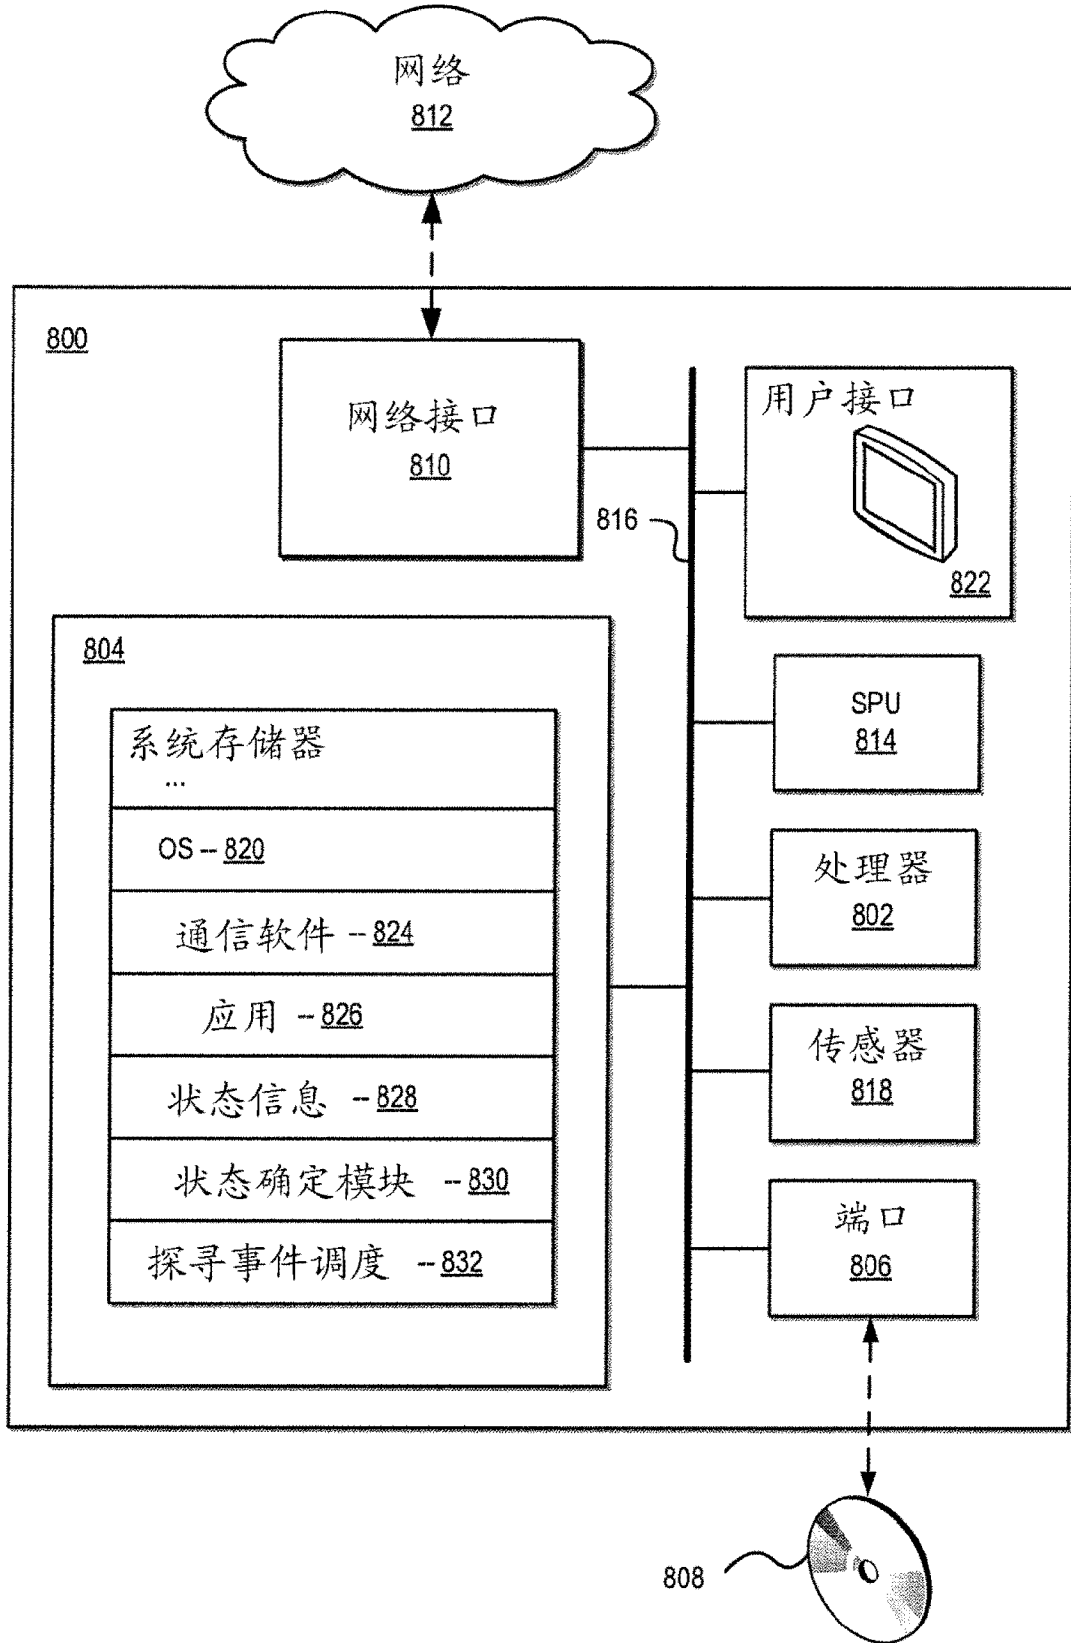 网络
812
800
网络接口
810
用户接口
822
816
804
系统存储器
...
OS -- 820
通信软件 -- 824
应用 -- 826
状态信息 -- 828
状态确定模块 -- 830
探寻事件调度 -- 832
SPU
814
处理器
802
传感器
818
端口
806
808